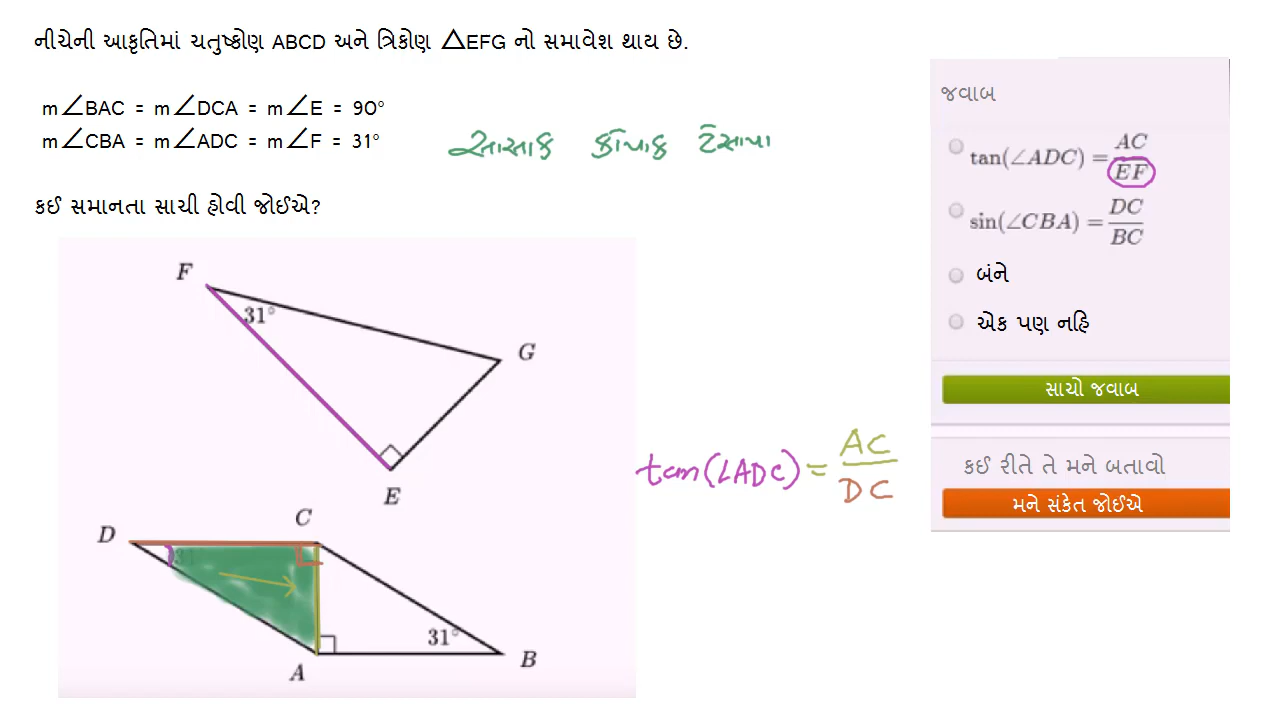 નીચેની આકૃતિમાં ચતુષ્કોણ ABCD અને ત્રિકોણ △EFG નો સમાવેશ થાય છે.
m∠BAC = m∠DCA = m∠E = 90°
m∠CBA = m∠ADC = m∠F = 31°
સાસાક કોપાક ટેસાપા
કઈ સમાનતા સાચી હોવી જોઈએ?
F
31°
G
E
D
C
31
31°
A
B
tan(∠ADC) = AC/DC
જવાબ
tan(∠ADC) = AC/EF
sin(∠CBA) = DC/BC
બંને
એક પણ નહિ
સાચો જવાબ
કઈ રીતે તે મને બતાવો
મને સંકેત જોઈએ